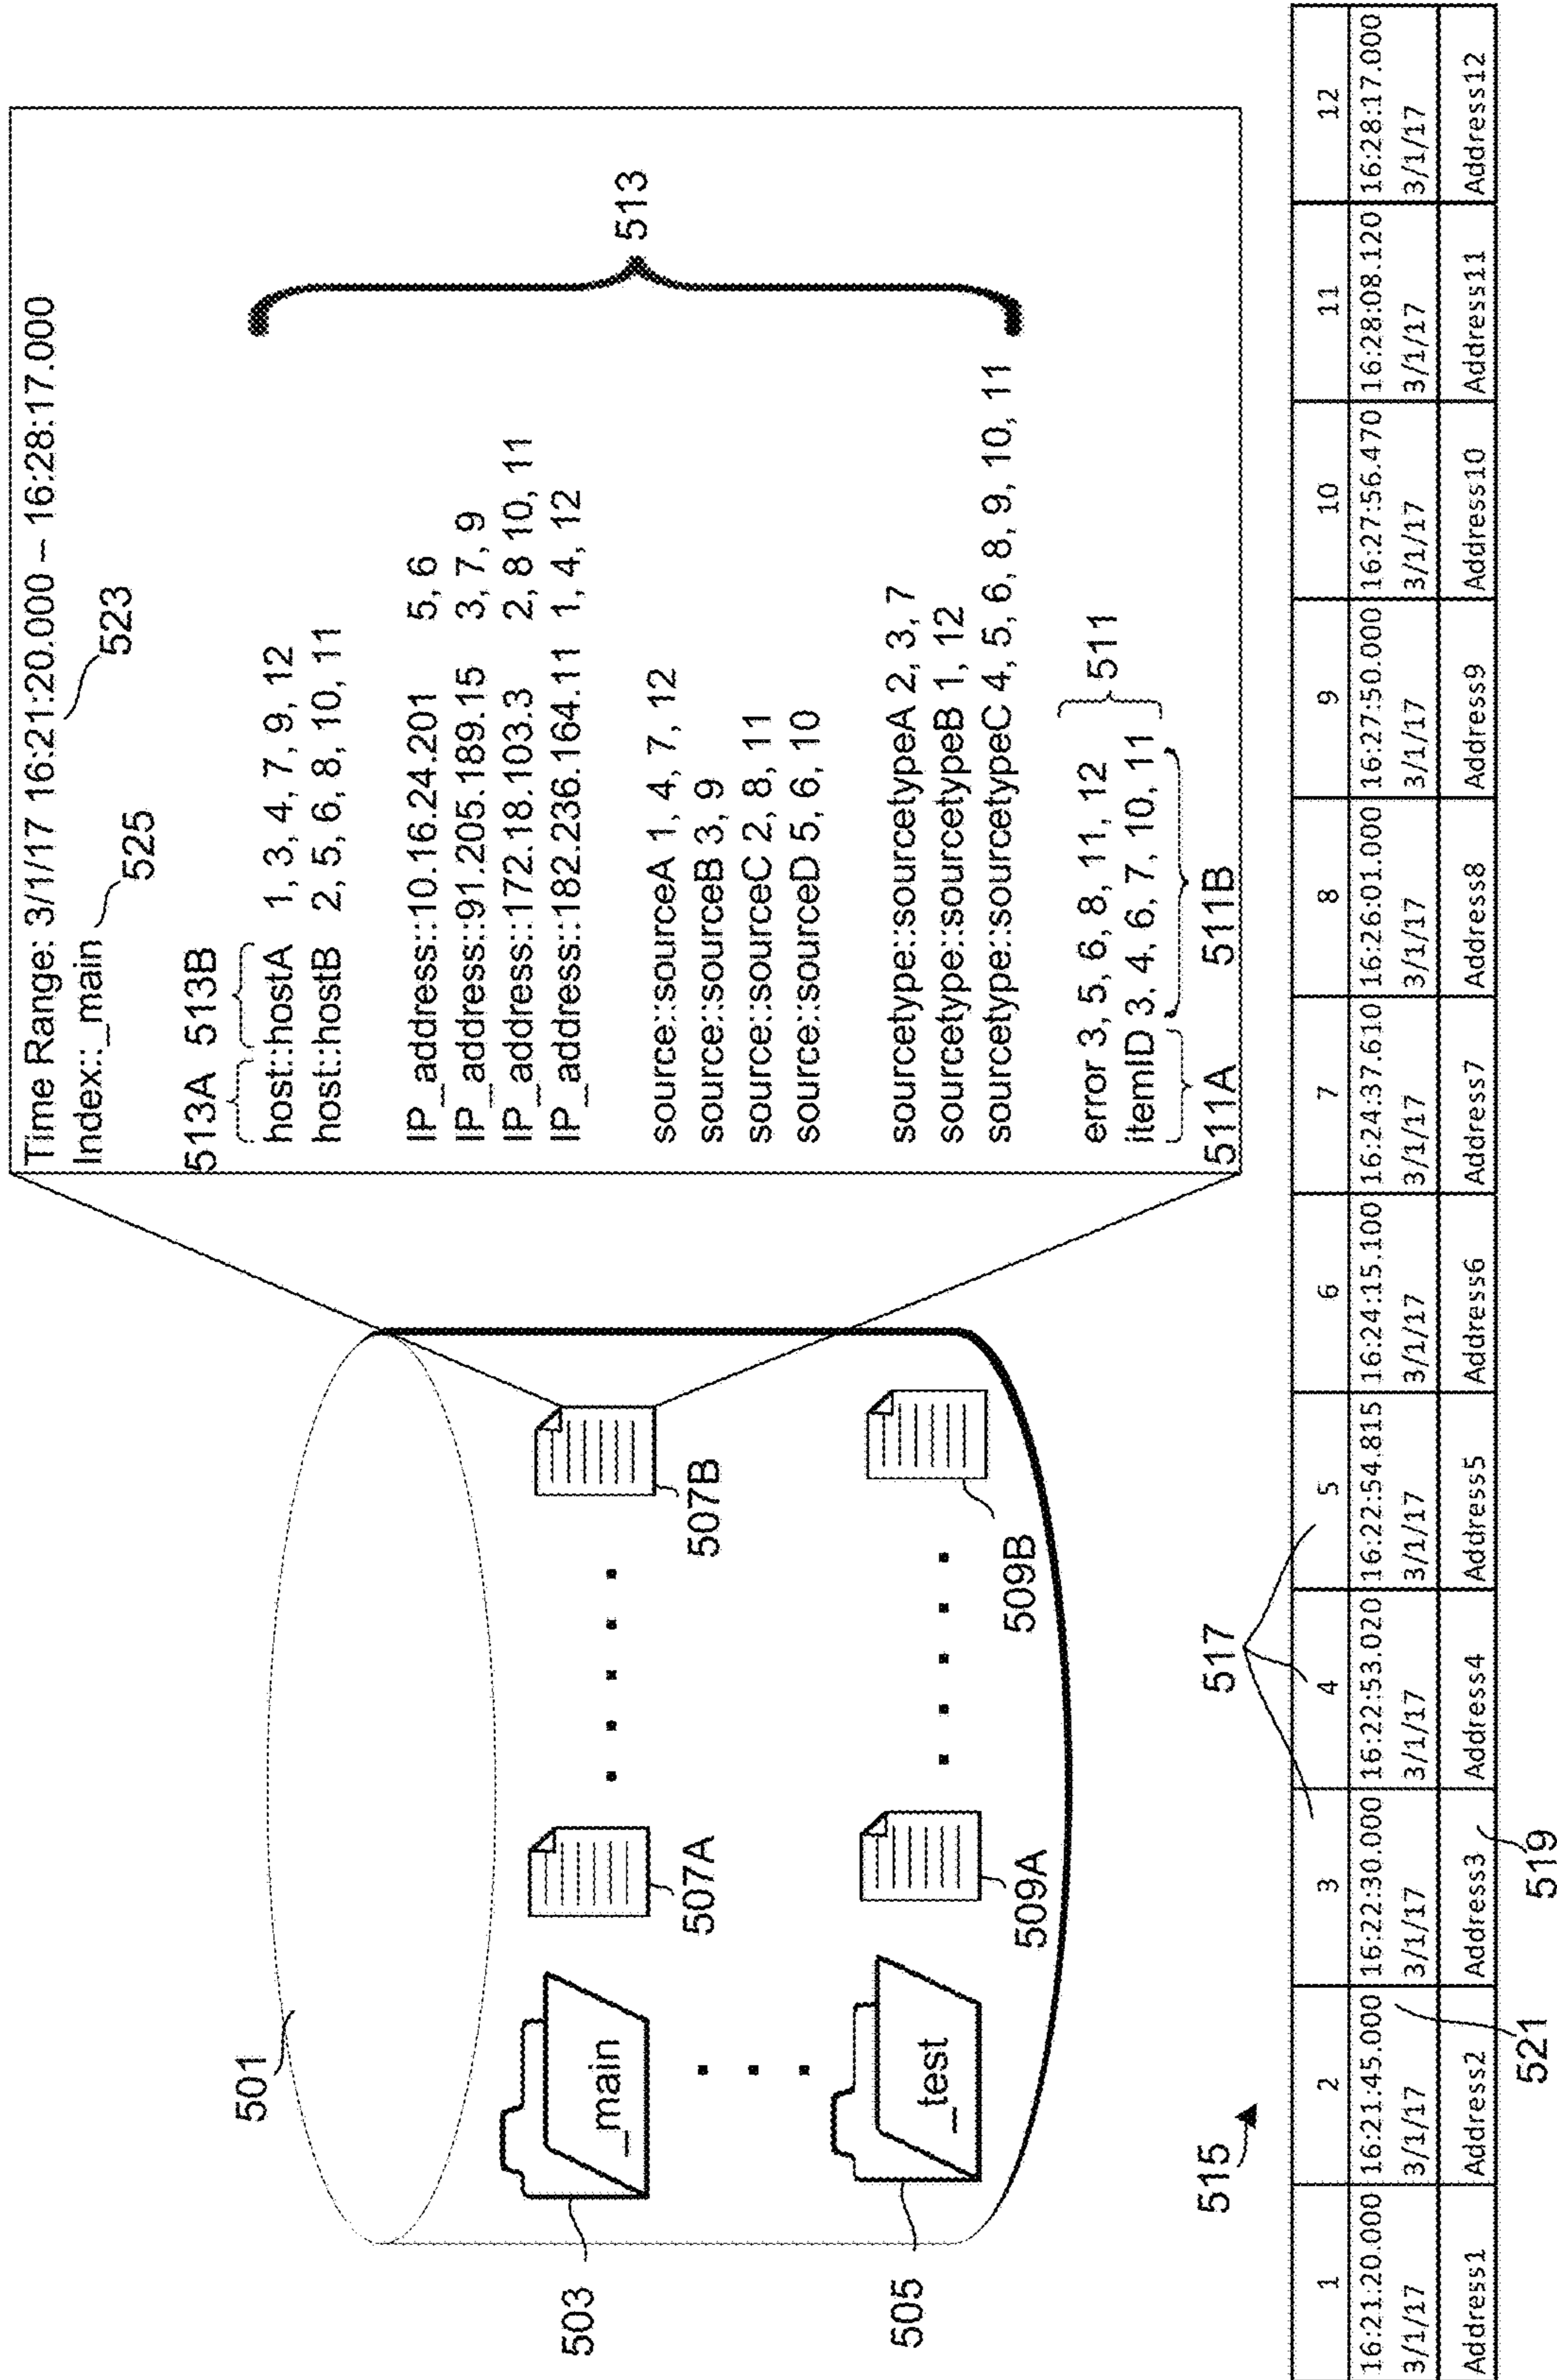 Time Range: 3/1/17 16:21:20.000 – 16:28:17.000
523
Index::_main
525
513A 513B
host::hostA 1, 3, 4, 7, 9, 12
host::hostB 2, 5, 6, 8, 10, 11
IP_address::10.16.24.201 5, 6
IP_address::91.205.189.15 3, 7, 9
IP_address::172.18.103.3 2, 8 10, 11
IP_address::182.236.164.11 1, 4, 12
source::sourceA 1, 4, 7, 12
source::sourceB 3, 9
source::sourceC 2, 8, 11
source::sourceD 5, 6, 10
sourcetype::sourcetypeA 2, 3, 7
sourcetype::sourcetypeB 1, 12
sourcetype::sourcetypeC 4, 5, 6, 8, 9, 10, 11
513
error 3, 5, 6, 8, 11, 12
itemID 3, 4, 6, 7, 10, 11
511
511A 511B
501
_main
503
507A
507B
_test
505
509A
509B
515
517
1 2 3 4 5 6 7 8 9 10 11 12
16:21:20.000 16:21:45.000 16:22:30.000 16:22:53.020 16:22:54.815 16:24:15.100 16:24:37.610 16:26:01.000 16:27:50.000 16:27:56.470 16:28:08.120 16:28:17.000
3/1/17 3/1/17 3/1/17 3/1/17 3/1/17 3/1/17 3/1/17 3/1/17 3/1/17 3/1/17 3/1/17 3/1/17
Address1 Address2 Address3 Address4 Address5 Address6 Address7 Address8 Address9 Address10 Address11 Address12
521
519